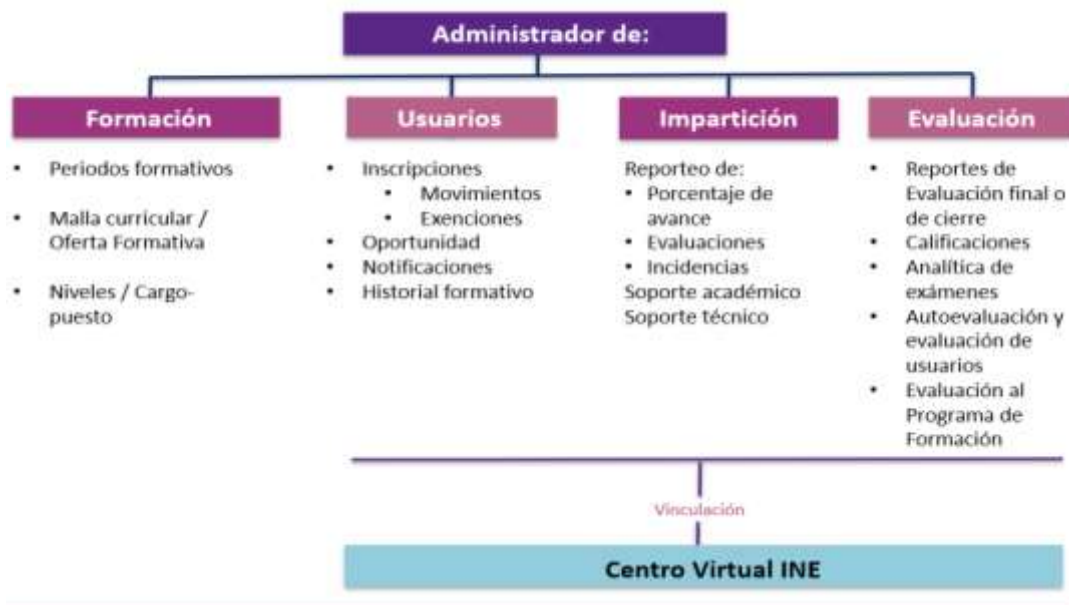 Administrador de:
Formación
• Periodos formativos
• Malla curricular /
Oferta Formativa
• Niveles / Cargo-
puesto
Usuarios
• Inscripciones
• Movimientos
• Exenciones
• Oportunidad
• Notificaciones
• Historial formativo
Impartición
Reporteo de:
• Porcentaje de
avance
• Evaluaciones
• Incidencias
Soporte académico
Soporte técnico
Evaluación
• Reportes de
Evaluación final o
de cierre
• Calificaciones
• Analítica de
exámenes
• Autoevaluación y
evaluación de
usuarios
• Evaluación al
Programa de
Formación
Vinculación
Centro Virtual INE